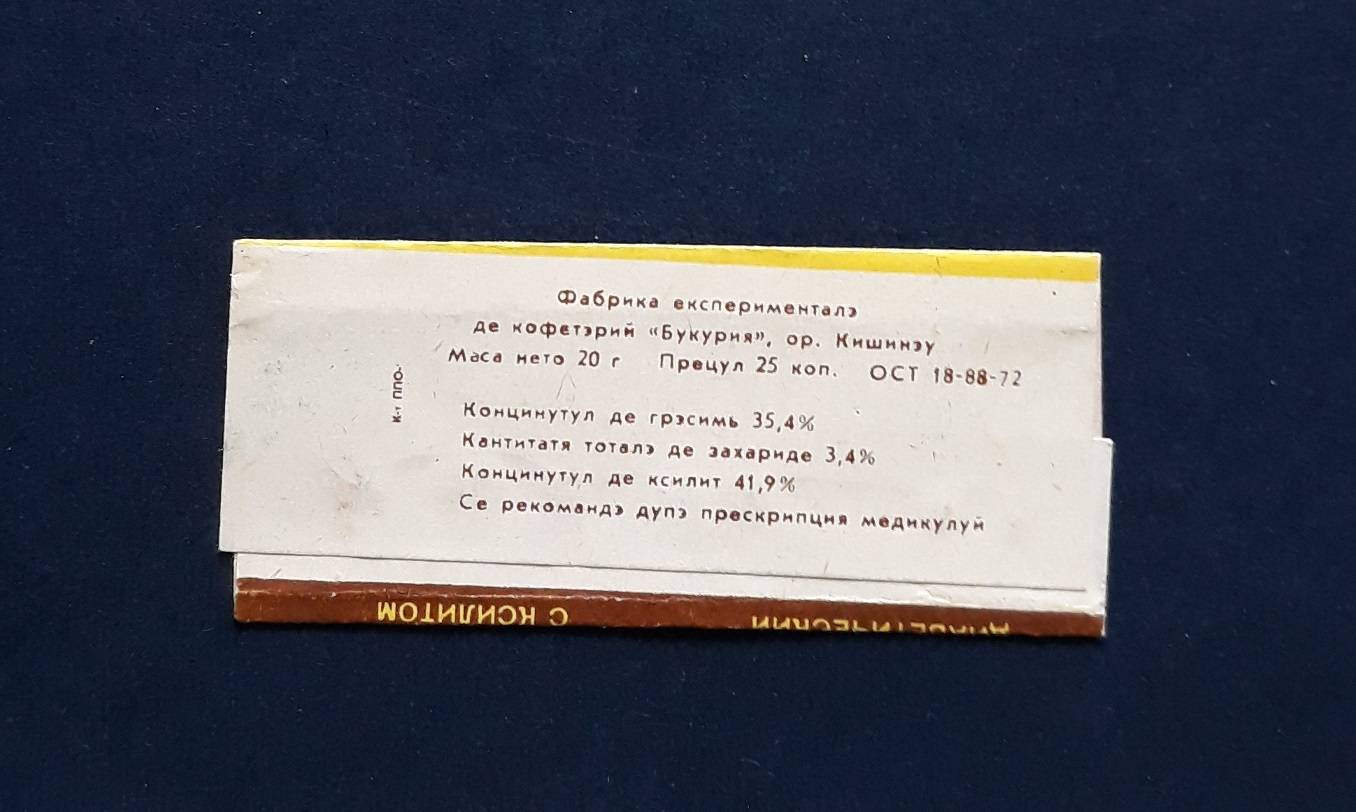 Фабрика експерименталэ
де кофетэрий «Букурия», ор. Кишинэу
Маса нето 20 г Прецул 25 коп. ОСТ 18-88-72
к-т ППО-
Концинутул де грэсимь 35,4%
Кантитатя тоталэ де захариде 3,4%
Концинутул де ксилит 41,9%
Се рекомандэ дупэ прескрипция медикулуй
ДИАБЕТИЧЕСКИЙ
С КСИЛИТОМ